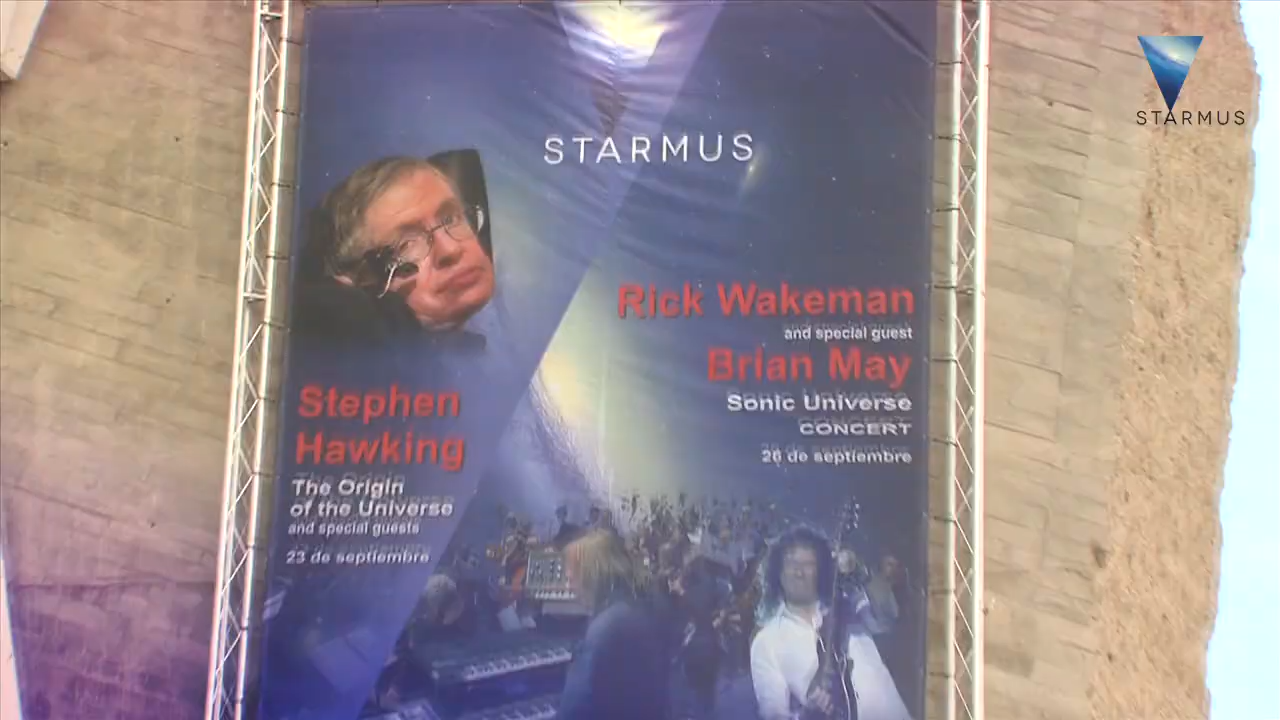 STARMUS
STARMUS
Rick Wakeman
and special guest
Brian May
Sonic Universe
CONCERT
26 de septiembre
Stephen
Hawking
The Origin
of the Universe
and special guests
23 de septiembre